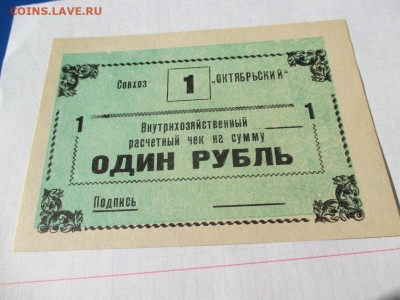 COINS.LAVE.RU
Совхоз 1 „ОКТЯБРЬСКИЙ"
1 Внутрихозяйственный 1
расчетный чек на сумму
ОДИН РУБЛЬ
Подпись